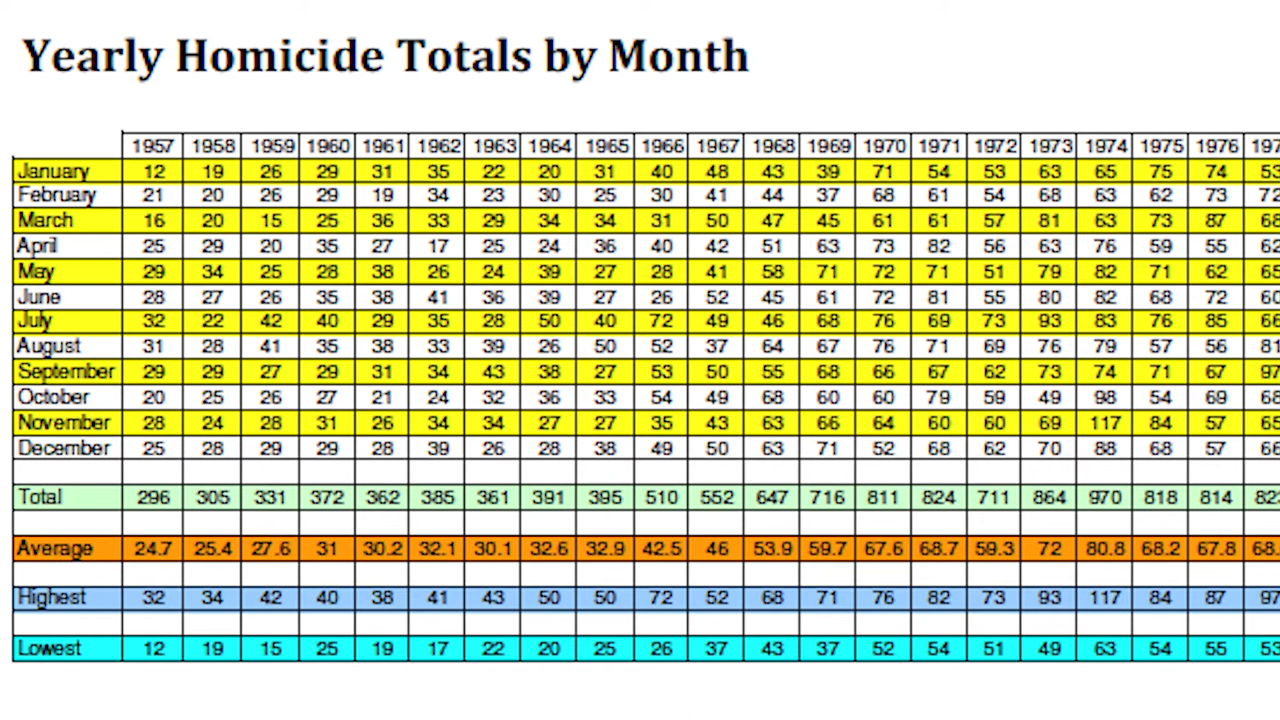 Yearly Homicide Totals by Month
1957 1958 1959 1960 1961 1962 1963 1964 1965 1966 1967 1968 1969 1970 1971 1972 1973 1974 1975 1976
January 12 19 26 29 31 35 22 20 31 40 48 43 39 71 54 53 63 65 75 74 53
February 21 20 26 29 19 34 23 30 25 30 41 44 37 68 61 54 68 63 62 73 72
March 16 20 15 25 36 33 29 34 34 31 50 47 45 61 61 57 81 63 73 87 68
April 25 29 20 35 27 17 25 24 36 40 42 51 63 73 82 56 63 76 59 55 62
May 29 34 25 28 38 26 24 39 27 28 41 58 71 72 71 51 79 82 71 62 65
June 28 27 26 35 38 41 36 39 27 26 52 45 61 72 81 55 80 82 68 72 60
July 32 22 42 40 29 35 28 50 40 72 49 46 68 76 69 73 93 83 76 85 66
August 31 28 41 35 38 33 39 26 50 52 37 64 67 76 71 69 76 79 57 56 81
September 29 29 27 29 31 34 43 38 27 53 50 55 68 66 67 62 73 74 71 67 97
October 20 25 26 27 21 24 32 36 33 54 49 68 60 60 79 59 49 98 54 69 68
November 28 24 28 31 26 34 34 27 27 35 43 63 66 64 60 60 69 117 84 57 65
December 25 28 29 29 28 39 26 28 38 49 50 63 71 52 68 62 70 88 68 57 66
Total 296 305 331 372 362 385 361 391 395 510 552 647 716 811 824 711 864 970 818 814
Average 24.7 25.4 27.6 31 30.2 32.1 30.1 32.6 32.9 42.5 46 53.9 59.7 67.6 68.7 59.3 72 80.8 68.2 67.8
Highest 32 34 42 40 38 41 43 50 50 72 52 68 71 76 82 73 93 117 84 87 97
Lowest 12 19 15 25 19 17 22 20 25 26 37 43 37 52 54 51 49 63 54 55 53